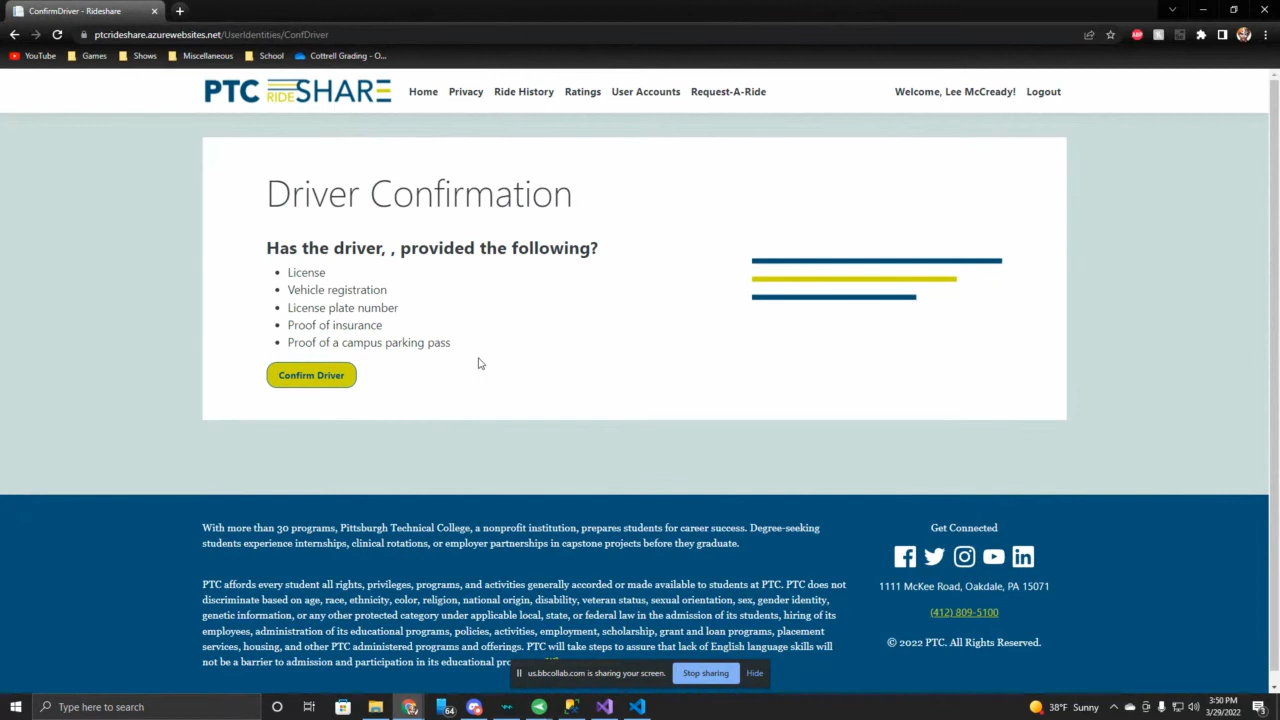 ConfirmDriver - Rideshare
ptcrideshare.azurewebsites.net/UserIdentities/ConfDriver
YouTube Games Shows Miscellaneous School Cottrell Grading - O...
PTC RIDESHARE Home Privacy Ride History Ratings User Accounts Request-A-Ride Welcome, Lee McCready! Logout
Driver Confirmation
Has the driver, , provided the following?
License
Vehicle registration
License plate number
Proof of insurance
Proof of a campus parking pass
Confirm Driver
With more than 30 programs, Pittsburgh Technical College, a nonprofit institution, prepares students for career success. Degree-seeking
students experience internships, clinical rotations, or employer partnerships in capstone projects before they graduate.
PTC affords every student all rights, privileges, programs, and activities generally accorded or made available to students at PTC. PTC does not
discriminate based on age, race, ethnicity, color, religion, national origin, disability, veteran status, sexual orientation, sex, gender identity,
genetic information, or any other protected category under applicable local, state, or federal law in the admission of its students, hiring of its
employees, administration of its educational programs, policies, activities, employment, scholarship, grant and loan programs, placement
services, housing, and other PTC administered programs and offerings. PTC will take steps to assure that lack of English language skills will
not be a barrier to admission and participation in its educational
Get Connected
1111 McKee Road, Oakdale, PA 15071
(412) 809-5100
© 2022 PTC. All Rights Reserved.
us.bbcollab.com is sharing your screen. Stop sharing Hide
Type here to search
64
38°F Sunny
3:50 PM
3/29/2022